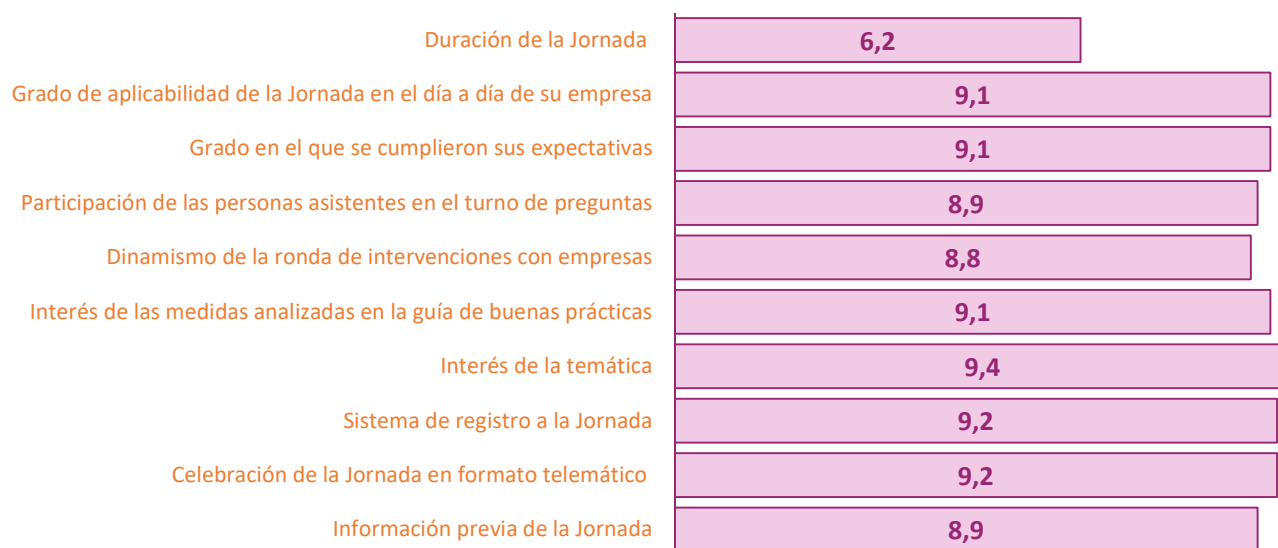 Duración de la Jornada 6,2
Grado de aplicabilidad de la Jornada en el día a día de su empresa 9,1
Grado en el que se cumplieron sus expectativas 9,1
Participación de las personas asistentes en el turno de preguntas 8,9
Dinamismo de la ronda de intervenciones con empresas 8,8
Interés de las medidas analizadas en la guía de buenas prácticas 9,1
Interés de la temática 9,4
Sistema de registro a la Jornada 9,2
Celebración de la Jornada en formato telemático 9,2
Información previa de la Jornada 8,9